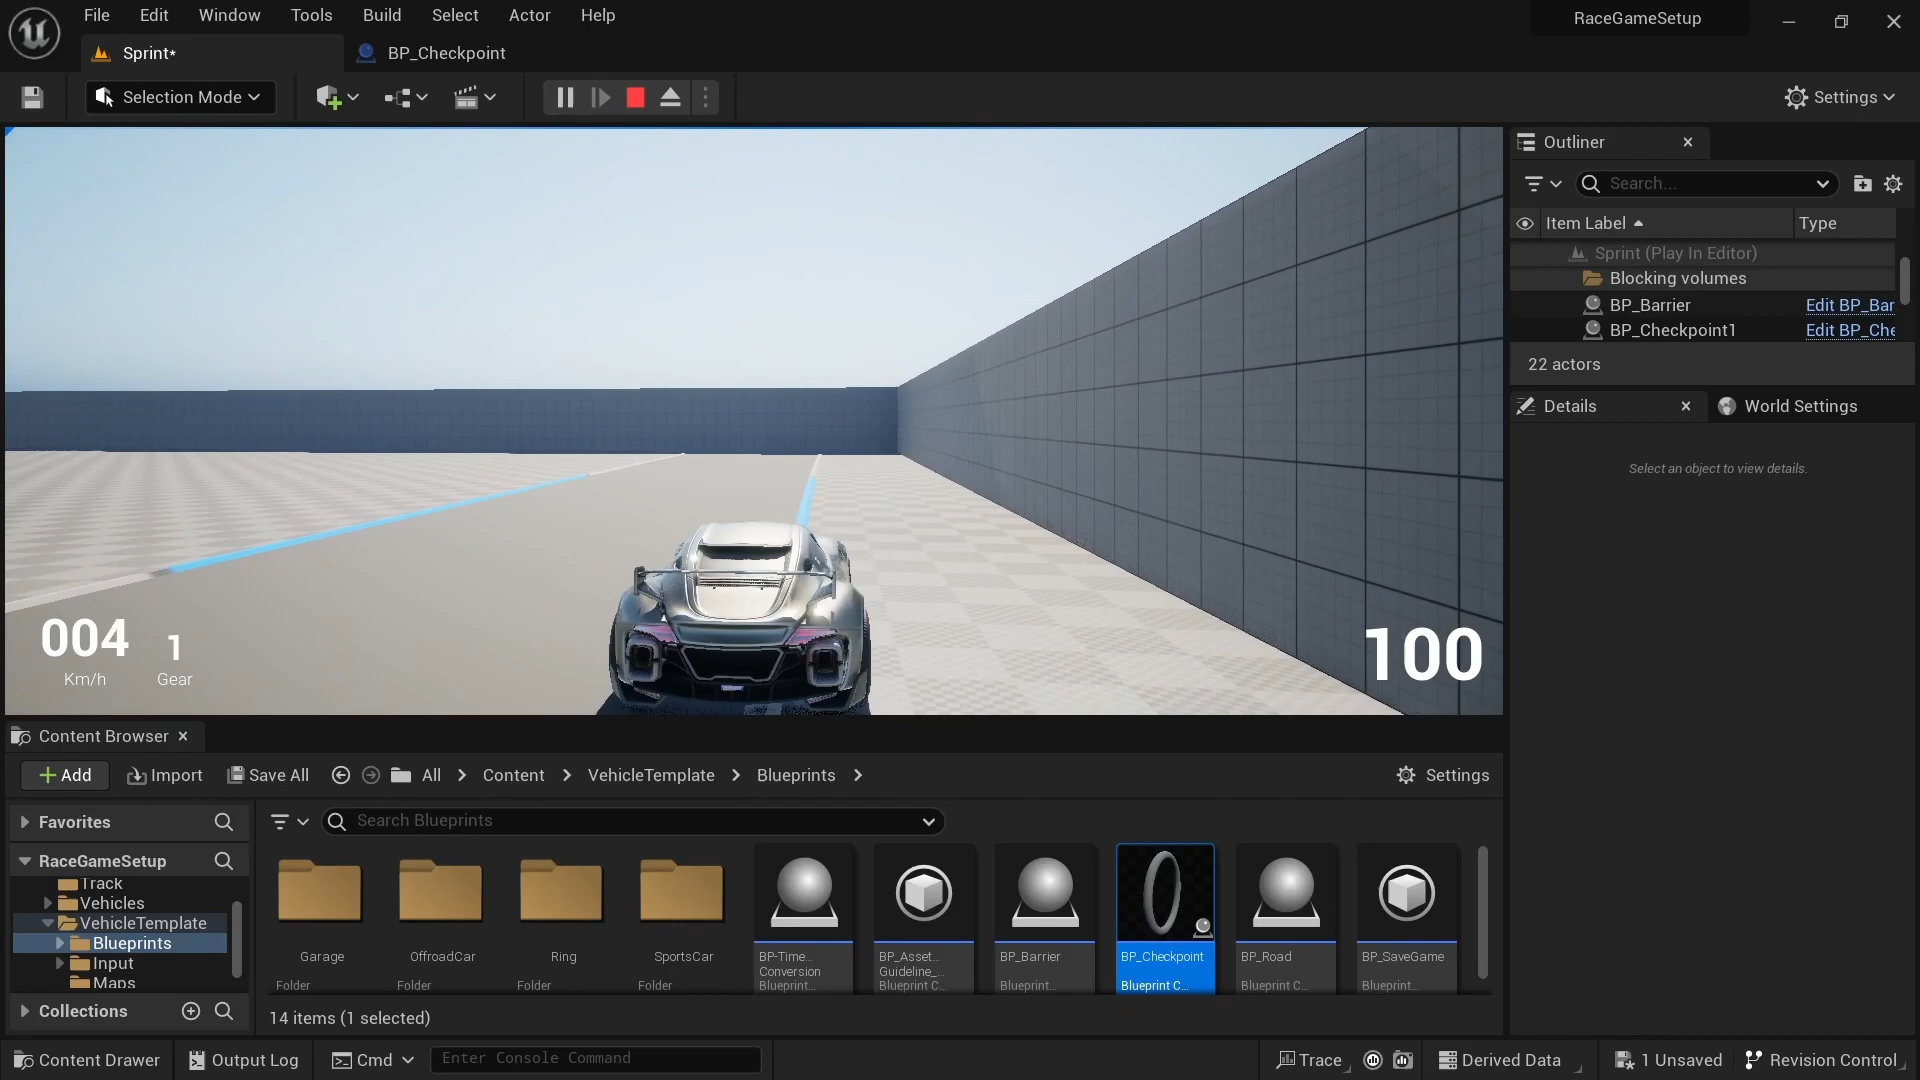 File Edit Window Tools Build Select Actor Help
RaceGameSetup
Sprint*
BP_Checkpoint
Selection Mode
Settings
Outliner
Search...
Item Label
Type
Sprint (Play In Editor)
Blocking volumes
BP_Barrier
Edit BP_Bar
BP_Checkpoint1
Edit BP_Che
22 actors
Details
World Settings
Select an object to view details.
004
Km/h
1
Gear
100
Content Browser
Add
Import
Save All
All
Content
VehicleTemplate
Blueprints
Settings
Favorites
RaceGameSetup
Track
Vehicles
VehicleTemplate
Blueprints
Input
Maps
Collections
Search Blueprints
Garage
Folder
OffroadCar
Folder
Ring
Folder
SportsCar
Folder
BP-Time...
Conversion
Blueprint...
BP_Asset...
Guideline_...
Blueprint C...
BP_Barrier
Blueprint...
BP_Checkpoint
Blueprint C...
BP_Road
Blueprint C...
BP_SaveGame
Blueprint...
14 items (1 selected)
Content Drawer
Output Log
Cmd
Enter Console Command
Trace
Derived Data
1 Unsaved
Revision Control